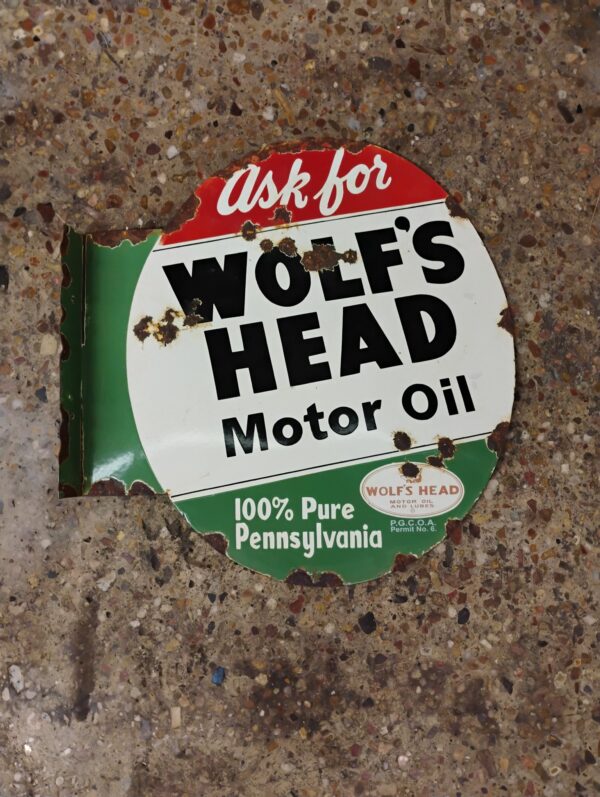 Ask for
WOLF'S
HEAD
Motor Oil
100% Pure
Pennsylvania
WOLF'S HEAD
MOTOR OIL
AND LUBES
P.G.C.O.A.
Permit No. 6.